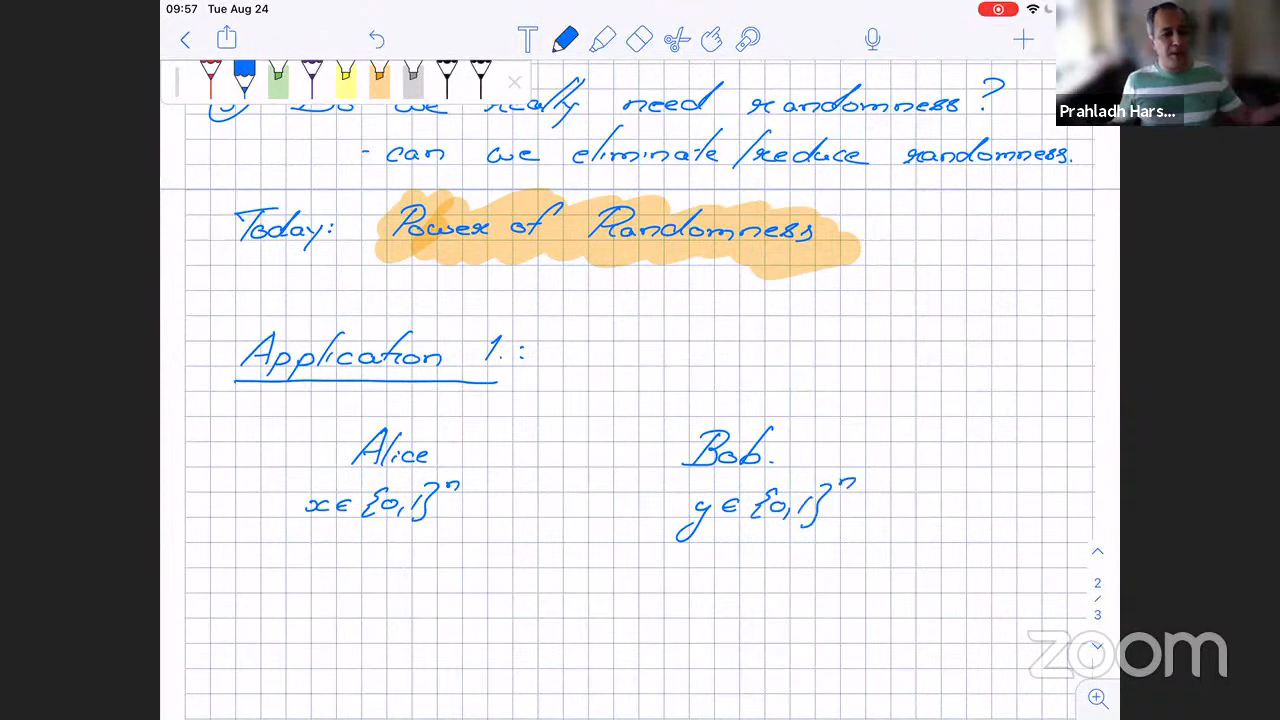 09:57 Tue Aug 24
Prahladh Hars...
we really need randomness?
- can we eliminate/reduce randomness.
Today: Power of Randomness
Application 1.:
Alice Bob.
x ∈ {0,1}^n y ∈ {0,1}^n
2
/
3
zoom